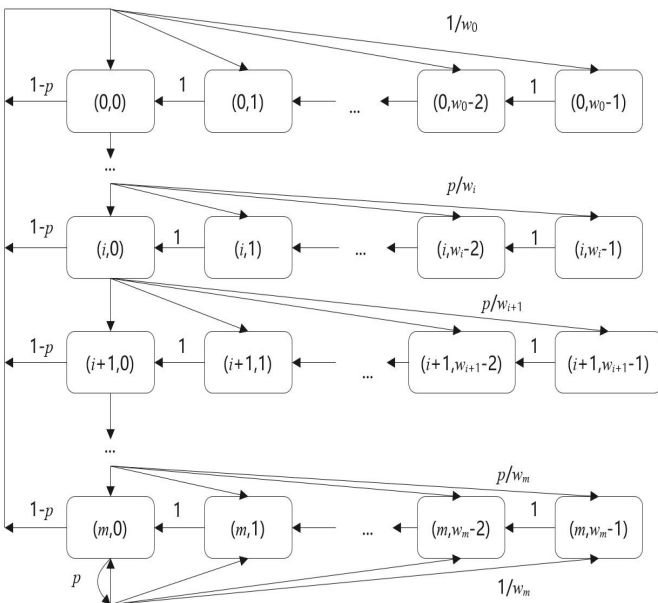 1/w₀
1-p 1 1
(0,0) (0,1) ... (0,w₀-2) (0,w₀-1)
...
p/wᵢ
1-p 1 1
(i,0) (i,1) ... (i,wᵢ-2) (i,wᵢ-1)
p/wᵢ₊₁
1-p 1 1
(i+1,0) (i+1,1) ... (i+1,wᵢ₊₁-2) (i+1,wᵢ₊₁-1)
...
p/wₘ
1-p 1 1
(m,0) (m,1) ... (m,wₘ-2) (m,wₘ-1)
p
1/wₘ